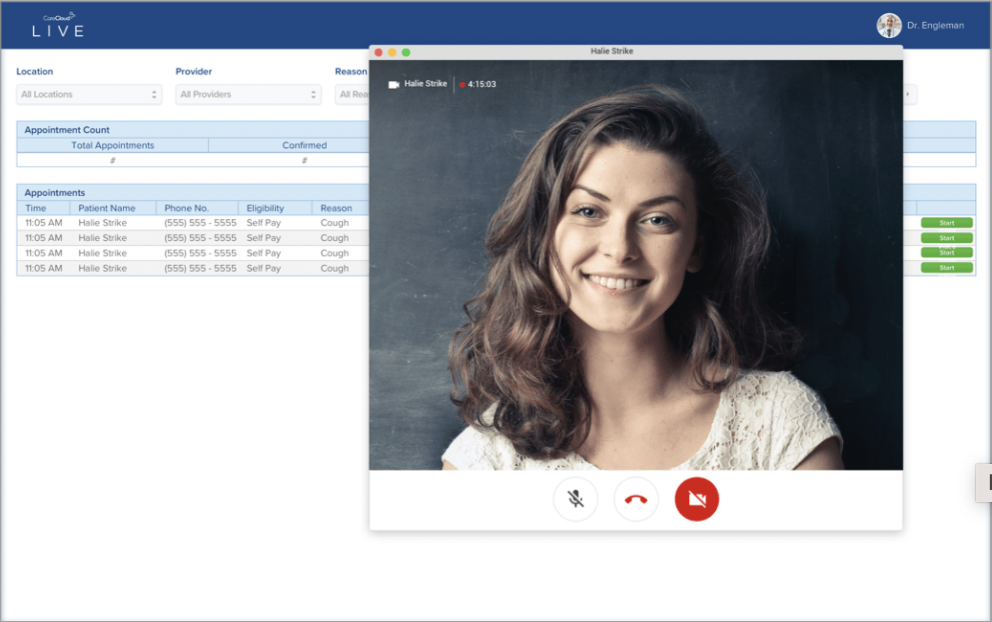 CareCloud
LIVE
Dr. Engleman
Halie Strike
Halie Strike 4:15:03
Location Provider Reason
All Locations All Providers All Rea
Appointment Count
Total Appointments Confirmed
# #
Appointments
Time Patient Name Phone No. Eligibility Reason
11:05 AM Halie Strike (555) 555 - 5555 Self Pay Cough Start
11:05 AM Halie Strike (555) 555 - 5555 Self Pay Cough Start
11:05 AM Halie Strike (555) 555 - 5555 Self Pay Cough Start
11:05 AM Halie Strike (555) 555 - 5555 Self Pay Cough Start